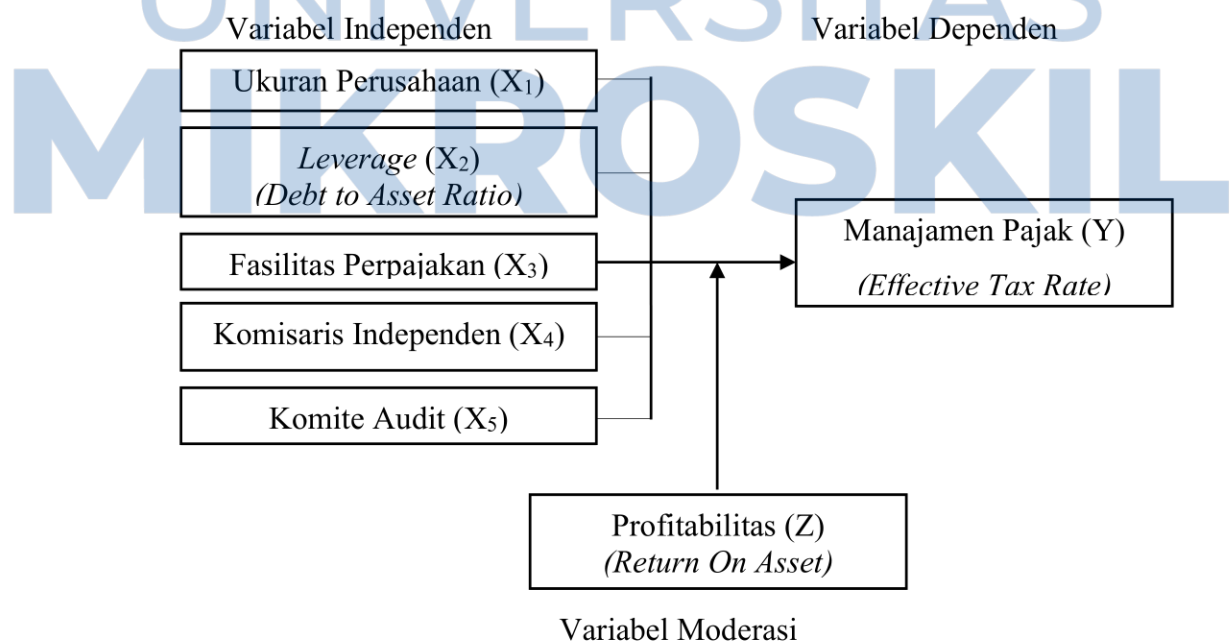 UNIVERSITAS
MIKROSKIL
Variabel Independen
Variabel Dependen
Ukuran Perusahaan (X₁)
Leverage (X₂)
(Debt to Asset Ratio)
Fasilitas Perpajakan (X₃)
Komisaris Independen (X₄)
Komite Audit (X₅)
Manajamen Pajak (Y)
(Effective Tax Rate)
Profitabilitas (Z)
(Return On Asset)
Variabel Moderasi